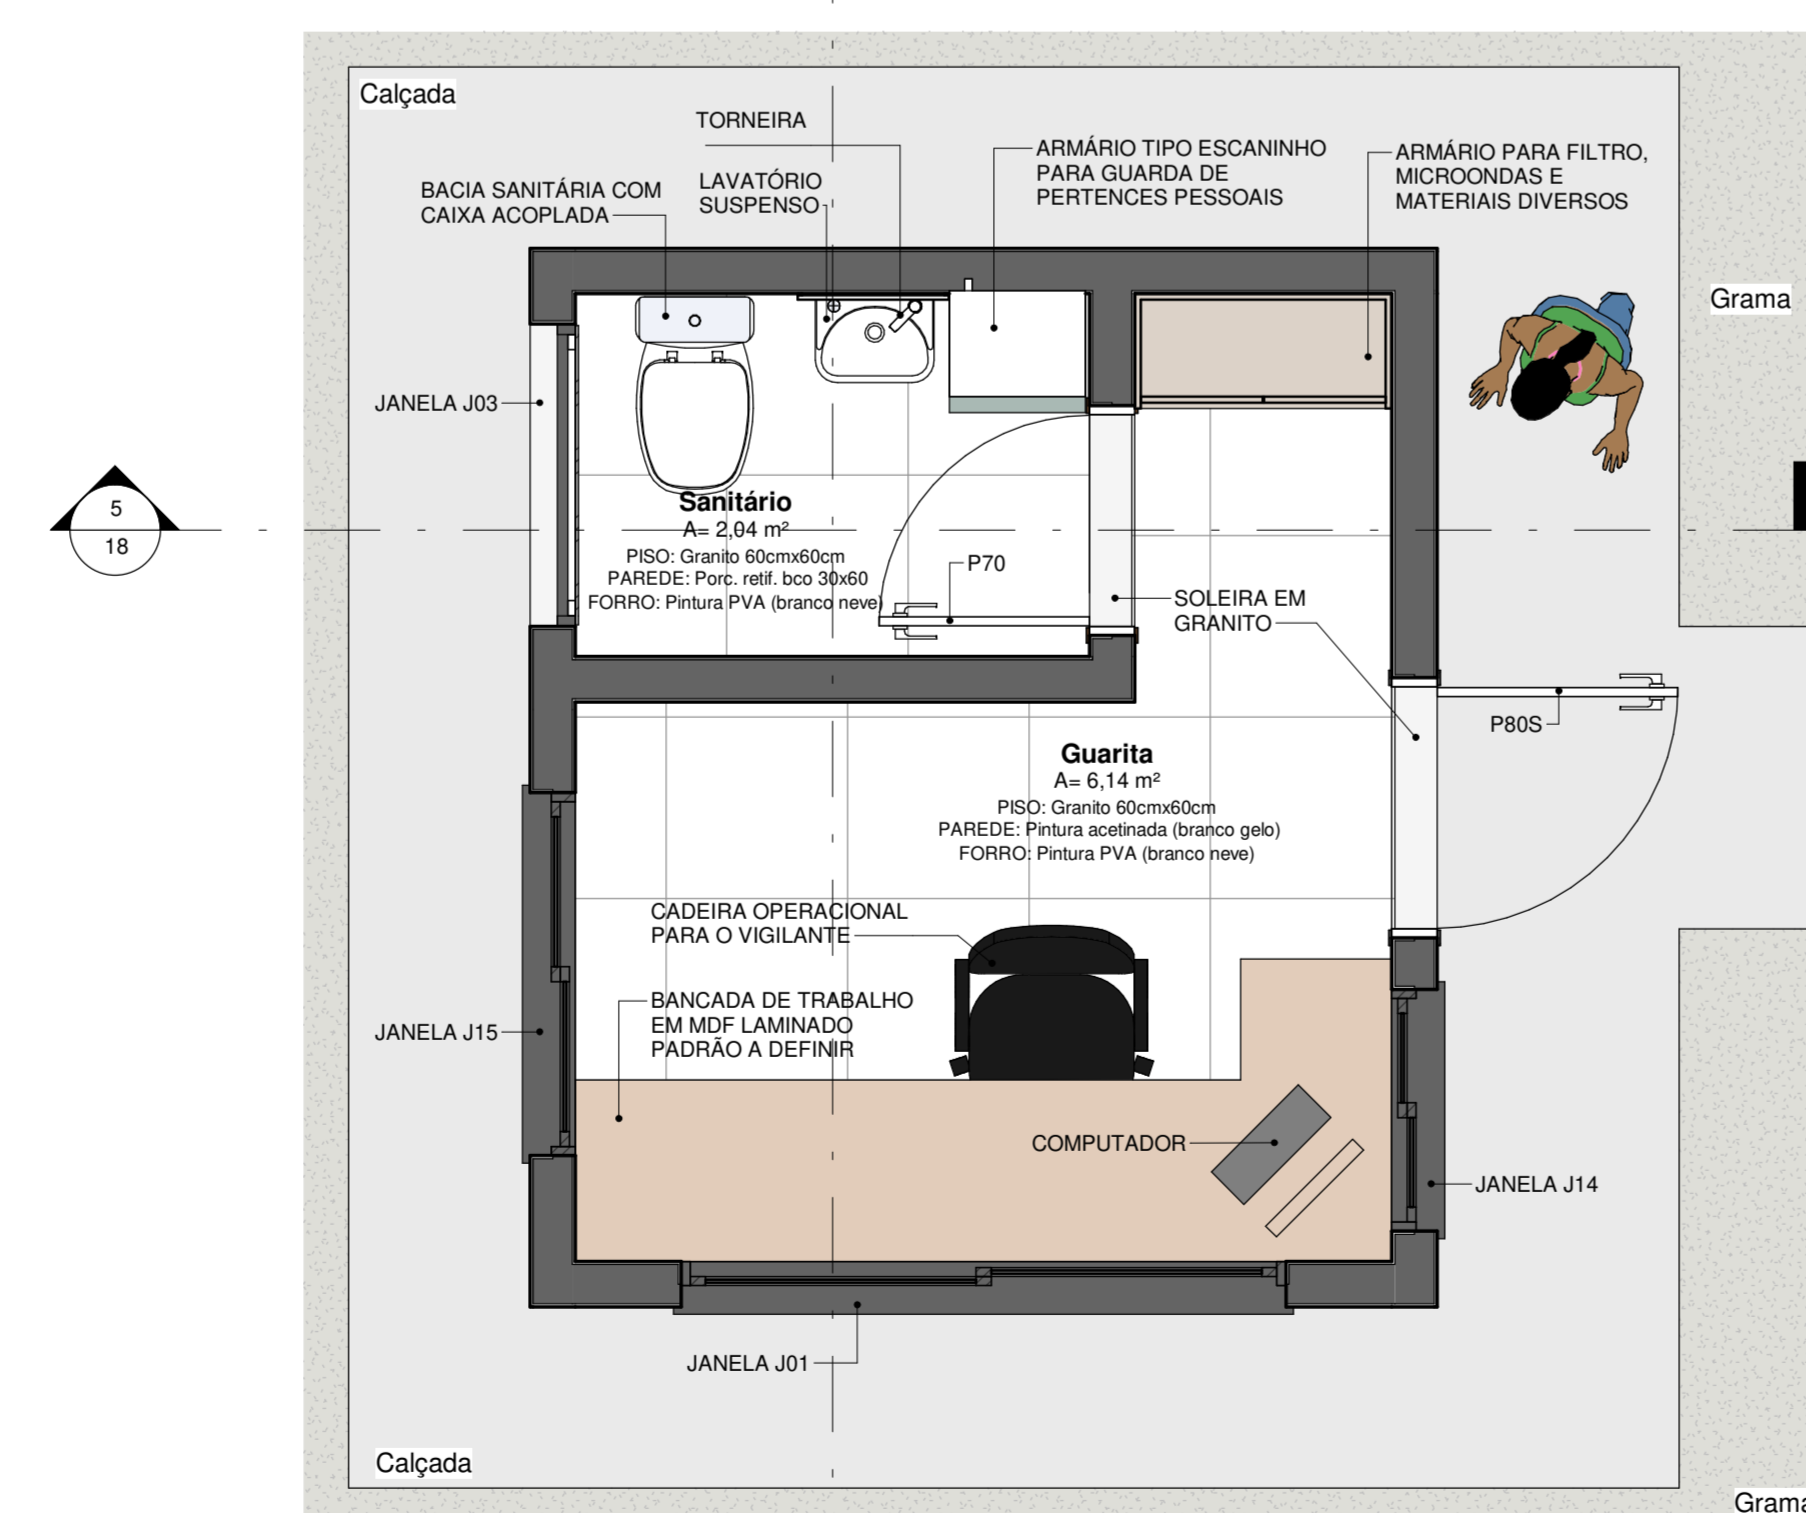 Calçada
TORNEIRA
BACIA SANITÁRIA COM
CAIXA ACOPLADA
LAVATÓRIO
SUSPENSO
ARMÁRIO TIPO ESCANINHO
PARA GUARDA DE
PERTENCES PESSOAIS
ARMÁRIO PARA FILTRO,
MICROONDAS E
MATERIAIS DIVERSOS
Grama
JANELA J03
5
18
Sanitário
A= 2,04 m²
PISO: Granito 60cmx60cm
PAREDE: Porc. retif. bco 30x60
FORRO: Pintura PVA (branco neve)
P70
SOLEIRA EM
GRANITO
P80S
Guarita
A= 6,14 m²
PISO: Granito 60cmx60cm
PAREDE: Pintura acetinada (branco gelo)
FORRO: Pintura PVA (branco neve)
CADEIRA OPERACIONAL
PARA O VIGILANTE
BANCADA DE TRABALHO
EM MDF LAMINADO
PADRÃO A DEFINIR
JANELA J15
COMPUTADOR
JANELA J14
JANELA J01
Calçada
Grama